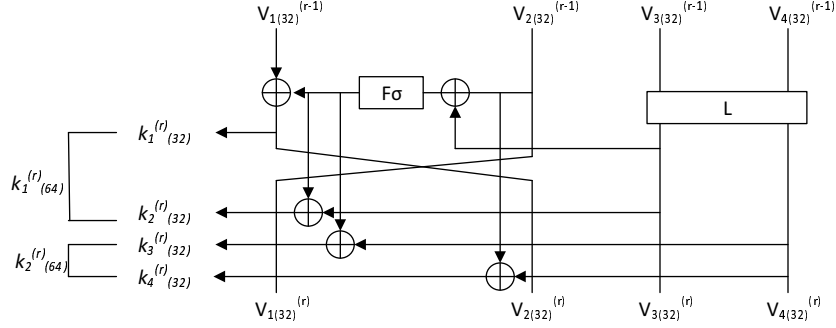 V₁₍₃₂₎⁽ʳ⁻¹⁾ V₂₍₃₂₎⁽ʳ⁻¹⁾ V₃₍₃₂₎⁽ʳ⁻¹⁾ V₄₍₃₂₎⁽ʳ⁻¹⁾
Fσ
L
k₁⁽ʳ⁾₍₃₂₎
k₁⁽ʳ⁾₍₆₄₎
k₂⁽ʳ⁾₍₃₂₎
k₃⁽ʳ⁾₍₃₂₎
k₂⁽ʳ⁾₍₆₄₎
k₄⁽ʳ⁾₍₃₂₎
V₁₍₃₂₎⁽ʳ⁾ V₂₍₃₂₎⁽ʳ⁾ V₃₍₃₂₎⁽ʳ⁾ V₄₍₃₂₎⁽ʳ⁾